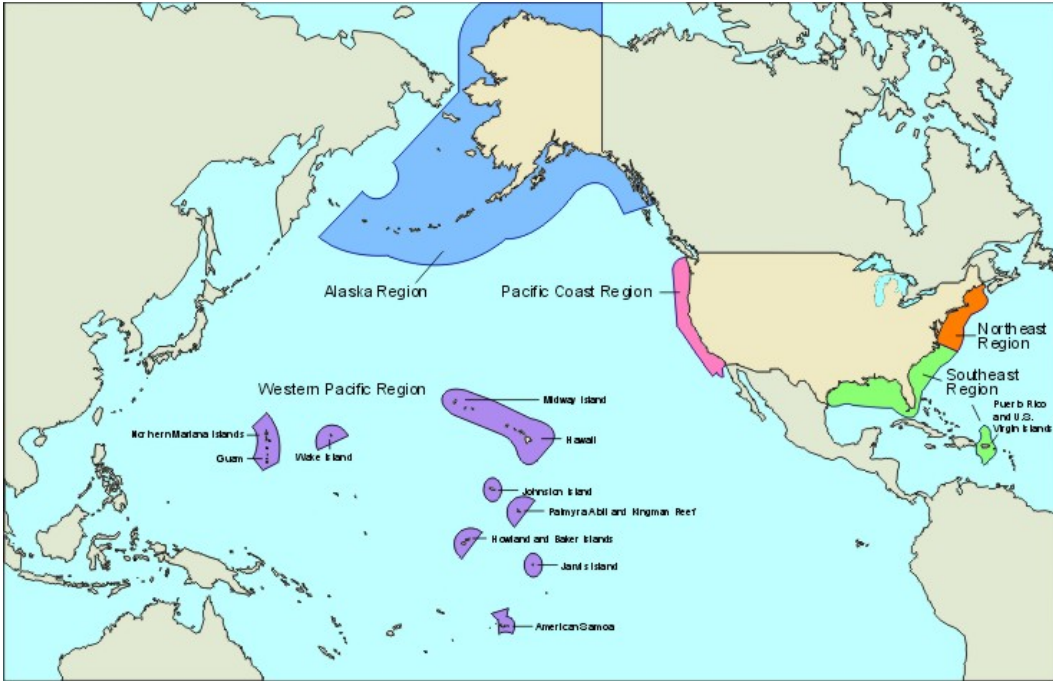 Alaska Region
Pacific Coast Region
Northeast
Region
Southeast
Region
Puerto Rico
and U.S.
Virgin Islands
Western Pacific Region
Midway Island
Hawaii
Northern Mariana Islands
Guam
Wake Island
Johnston Island
Palmyra Atoll and Kingman Reef
Howland and Baker Islands
Jarvis Island
American Samoa